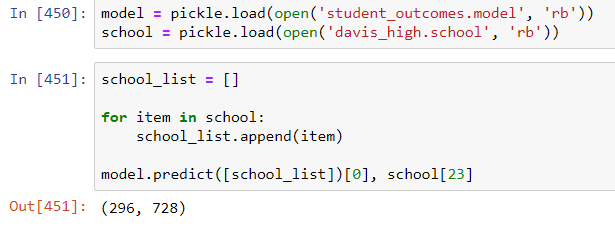 In [450]: model = pickle.load(open('student_outcomes.model', 'rb'))
school = pickle.load(open('davis_high.school', 'rb'))
In [451]: school_list = []
for item in school:
    school_list.append(item)
model.predict([school_list])[0], school[23]
Out[451]: (296, 728)